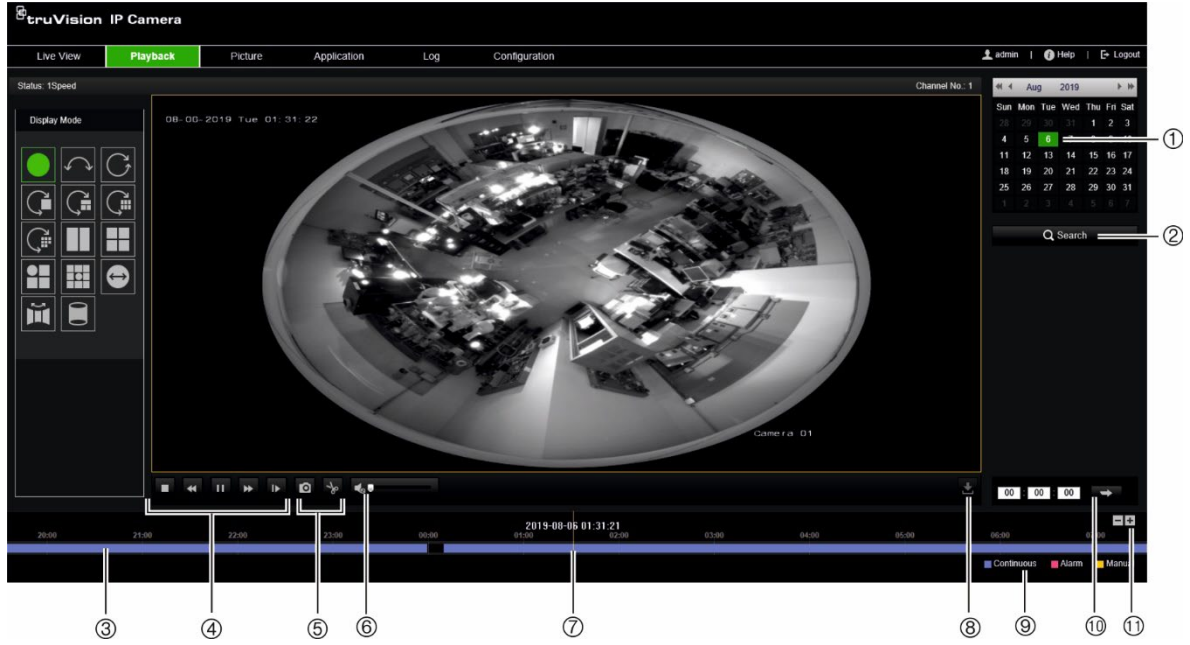 truVision IP Camera
Live View Playback Picture Application Log Configuration admin | Help | Logout
Status: 1Speed Channel No.: 1
Display Mode
08-06-2019 Tue 01:31:22
Camera 01
Aug 2019
Sun Mon Tue Wed Thu Fri Sat
28 29 30 31 1 2 3
4 5 6 7 8 9 10
11 12 13 14 15 16 17
18 19 20 21 22 23 24
25 26 27 28 29 30 31
1 2 3 4 5 6 7
Search
①
②
00 : 00 : 00
2019-08-06 01:31:21
20:00 21:00 22:00 23:00 00:00 01:00 02:00 03:00 04:00 05:00 06:00
Continuous Alarm Manual
③ ④ ⑤ ⑥ ⑦ ⑧ ⑨ ⑩ ⑪